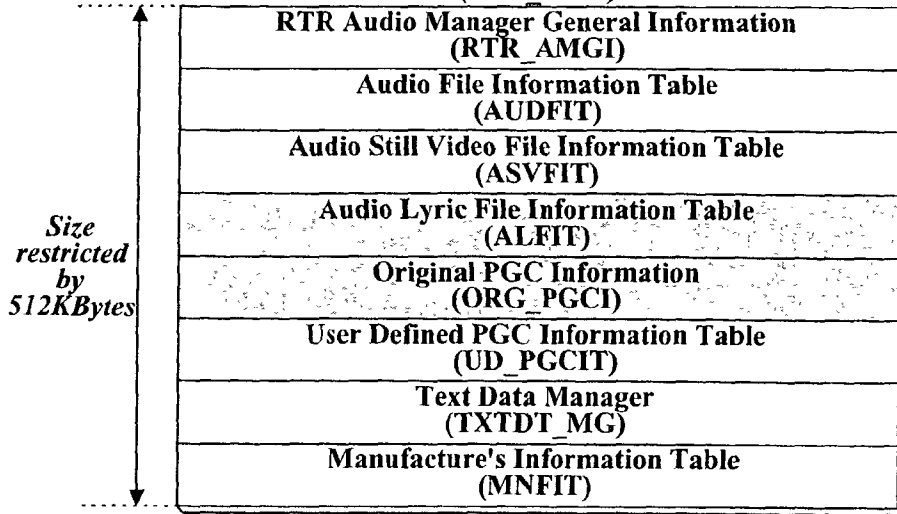 RTR Audio Manager General Information
(RTR_AMGI)
Audio File Information Table
(AUDFIT)
Audio Still Video File Information Table
(ASVFIT)
Audio Lyric File Information Table
(ALFIT)
Original PGC Information
(ORG_PGCI)
User Defined PGC Information Table
(UD_PGCIT)
Text Data Manager
(TXTDT_MG)
Manufacture's Information Table
(MNFIT)
Size
restricted
by
512KBytes